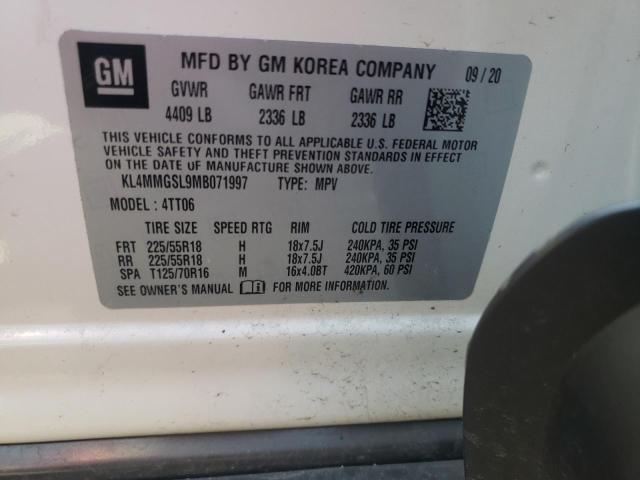 GM
MFD BY GM KOREA COMPANY 09 / 20
GVWR GAWR FRT GAWR RR
4409 LB 2336 LB 2336 LB
THIS VEHICLE CONFORMS TO ALL APPLICABLE U.S. FEDERAL MOTOR
VEHICLE SAFETY AND THEFT PREVENTION STANDARDS IN EFFECT
ON THE DATE OF MANUFACTURE SHOWN ABOVE.
KL4MMGSL9MB071997 TYPE: MPV
MODEL : 4TT06
TIRE SIZE SPEED RTG RIM COLD TIRE PRESSURE
FRT 225/55R18 H 18x7.5J 240KPA, 35 PSI
RR 225/55R18 H 18x7.5J 240KPA, 35 PSI
SPA T125/70R16 M 16x4.0BT 420KPA, 60 PSI
SEE OWNER'S MANUAL FOR MORE INFORMATION.